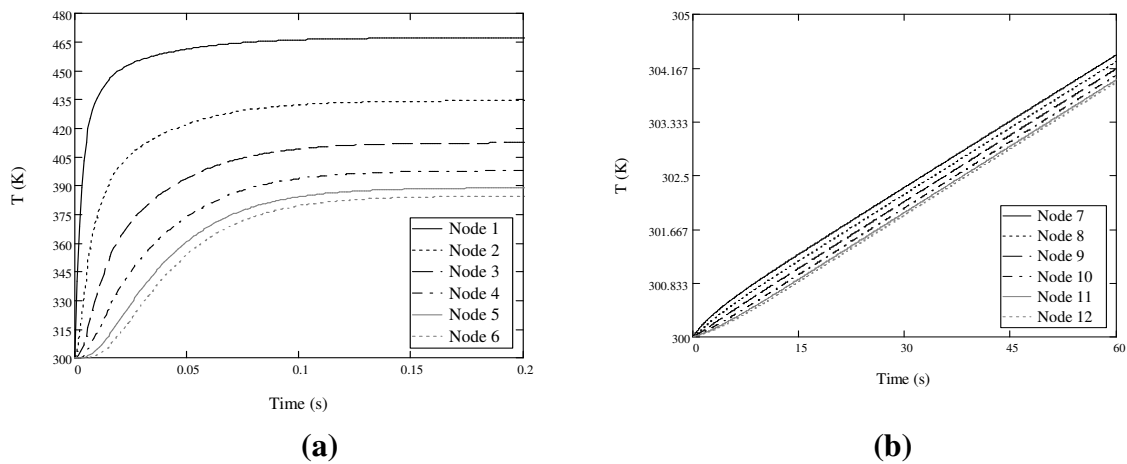 480
465
450
435
420
405
390
375
360
345
330
315
300
T (K)
0
0.05
0.1
0.15
0.2
Time (s)
Node 1
Node 2
Node 3
Node 4
Node 5
Node 6
(a)
305
304.167
303.333
302.5
301.667
300.833
300
T (K)
0
15
30
45
60
Time (s)
Node 7
Node 8
Node 9
Node 10
Node 11
Node 12
(b)